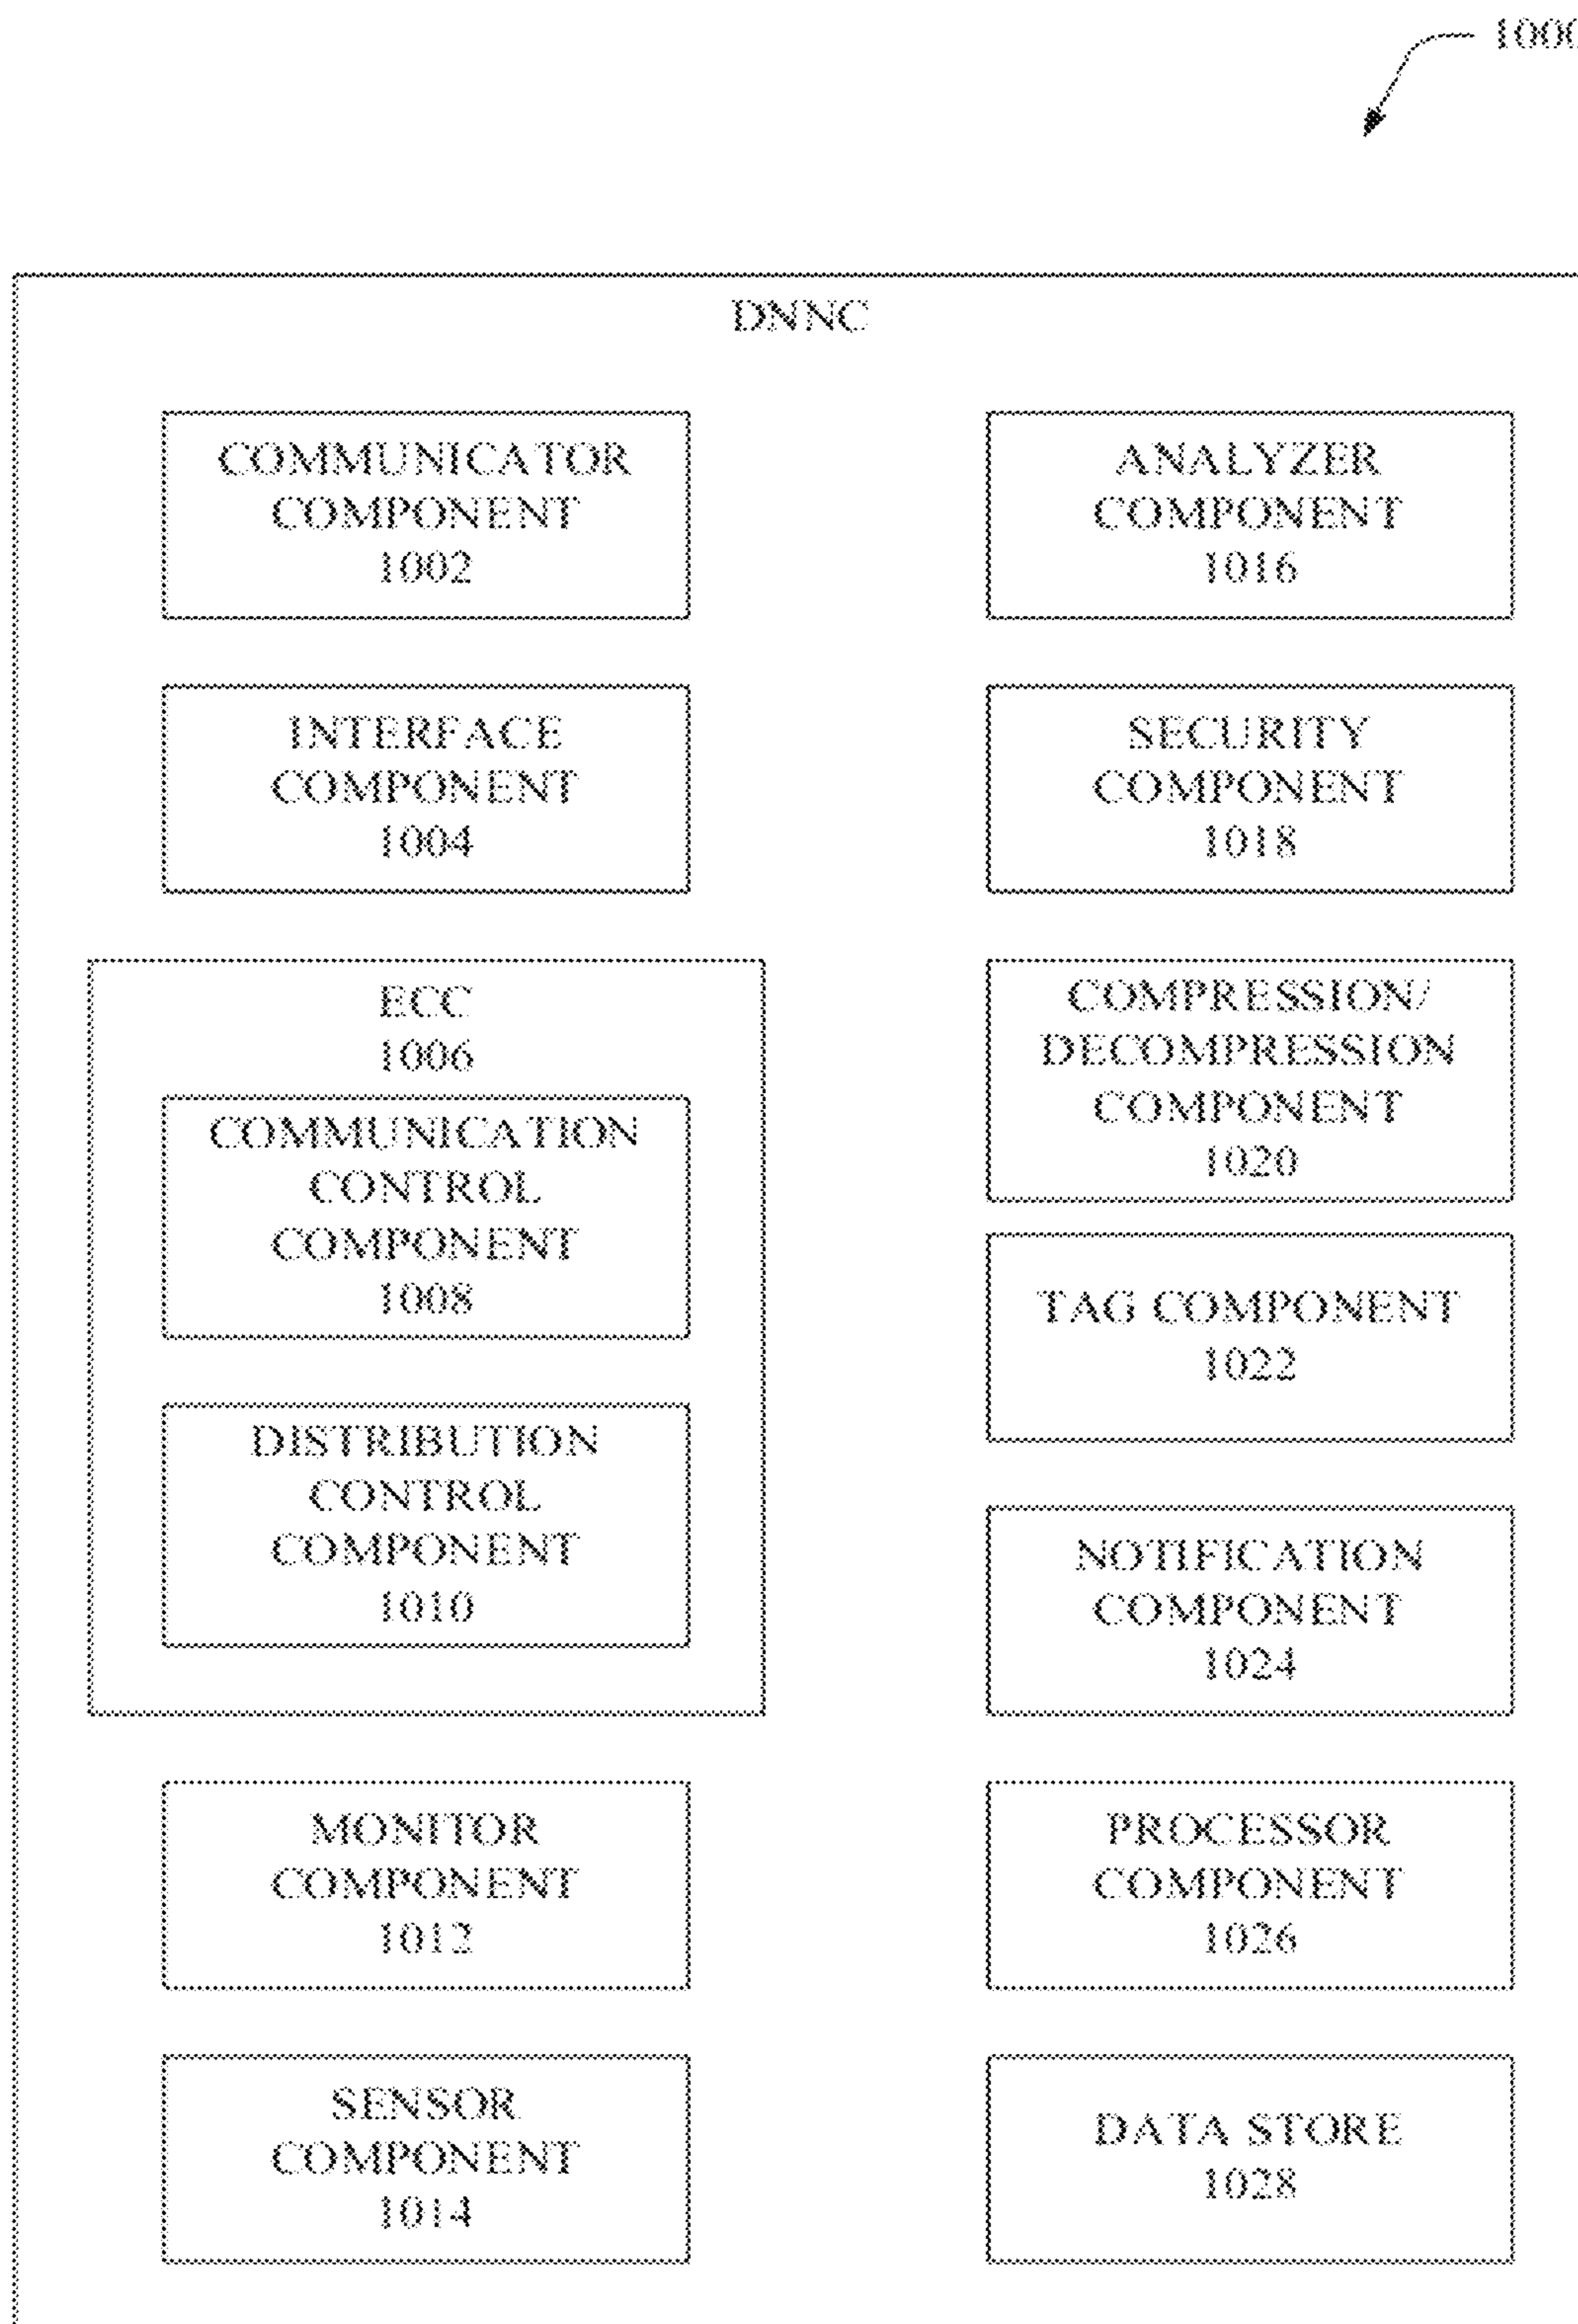 1000
DNNC
COMMUNICATOR
COMPONENT
1002
INTERFACE
COMPONENT
1004
ECC
1006
COMMUNICATION
CONTROL
COMPONENT
1008
DISTRIBUTION
CONTROL
COMPONENT
1010
MONITOR
COMPONENT
1012
SENSOR
COMPONENT
1014
ANALYZER
COMPONENT
1016
SECURITY
COMPONENT
1018
COMPRESSION/
DECOMPRESSION
COMPONENT
1020
TAG COMPONENT
1022
NOTIFICATION
COMPONENT
1024
PROCESSOR
COMPONENT
1026
DATA STORE
1028